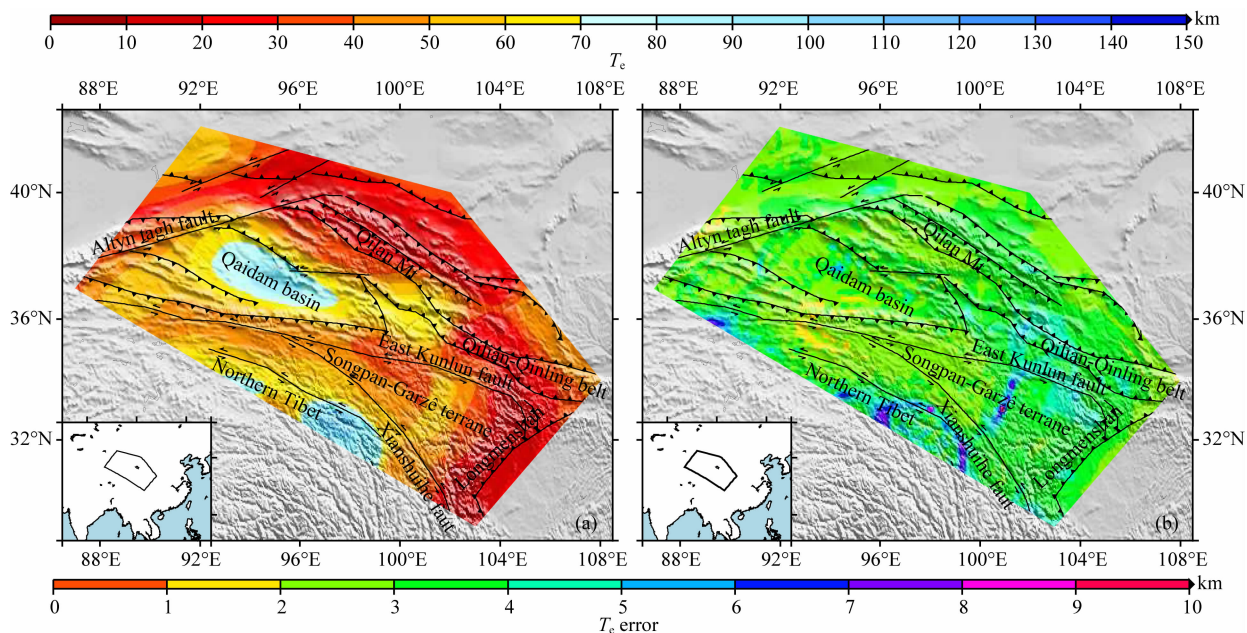 0 10 20 30 40 50 60 70 80 90 100 110 120 130 140 150 km
Te
88°E 92°E 96°E 100°E 104°E 108°E 88°E 92°E 96°E 100°E 104°E 108°E
40°N
36°N
32°N
Altyn tagh fault
Qilan Mt
Qaidam basin
East Kunlun fault
Qilian-Qinling belt
Songpan-Garzê terrane
Northern Tibet
Xianshuihe faut
Longmenshan
(a)
Altyn tagh fault
Qilan Mt
Qaidam basin
East Kunlun fault
Qilian-Qinling belt
Songpan-Garzê terrane
Northern Tibet
Xianshuihe faut
Longmenshan
(b)
40°N
36°N
32°N
88°E 92°E 96°E 100°E 104°E 108°E 88°E 92°E 96°E 100°E 104°E 108°E
0 1 2 3 4 5 6 7 8 9 10 km
Te error